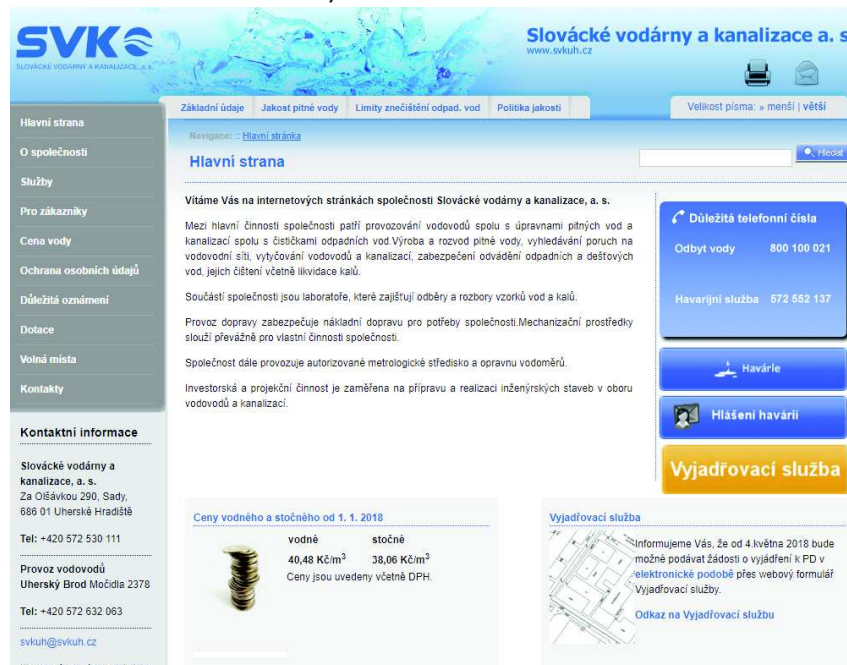 SVK
SLOVÁCKÉ VODÁRNY A KANALIZACE, a. s.
Slovácké vodárny a kanalizace a. s
www.svkuh.cz
Základní údaje
Jakost pitné vody
Limity znečištění odpad. vod
Politika jakosti
Velikost písma: » menší | větší
Hlavní strana
O společnosti
Služby
Pro zákazníky
Cena vody
Ochrana osobních údajů
Důležitá oznámení
Dotace
Volná místa
Kontakty
Kontaktní informace
Slovácké vodárny a
kanalizace, a. s.
Za Olšávkou 290, Sady,
686 01 Uherské Hradiště
Tel: +420 572 530 111
Provoz vodovodů
Uherský Brod Močidla 2378
Tel: +420 572 632 063
svkuh@svkuh.cz
Navigace: :: Hlavní stránka
Hlavní strana
Hledat
Vítáme Vás na internetových stránkách společnosti Slovácké vodárny a kanalizace, a. s.
Mezi hlavní činnosti společnosti patří provozování vodovodů spolu s úpravnami pitných vod a
kanalizací spolu s čističkami odpadních vod.Výroba a rozvod pitné vody, vyhledávání poruch na
vodovodní síti, vytyčování vodovodů a kanalizací, zabezpečení odvádění odpadních a dešťových
vod, jejich čištění včetně likvidace kalů.
Součástí společnosti jsou laboratoře, které zajišťují odběry a rozbory vzorků vod a kalů.
Provoz dopravy zabezpečuje nákladní dopravu pro potřeby společnosti.Mechanizační prostředky
slouží převážně pro vlastní činnosti společnosti.
Společnost dále provozuje autorizované metrologické středisko a opravnu vodoměrů.
Investorská a projekční činnost je zaměřena na přípravu a realizaci inženýrských staveb v oboru
vodovodů a kanalizací.
Důležitá telefonní čísla
Odbyt vody 800 100 021
Havarijní služba 572 552 137
Havárie
Hlášení havárií
Vyjadřovací služba
Ceny vodného a stočného od 1. 1. 2018
vodné stočné
40,48 Kč/m³ 38,06 Kč/m³
Ceny jsou uvedeny včetně DPH.
Vyjadřovací služba
Informujeme Vás, že od 4.května 2018 bude
možné podávat žádosti o vyjádření k PD v
elektronické podobě přes webový formulář
Vyjadřovací služby.
Odkaz na Vyjadřovací službu